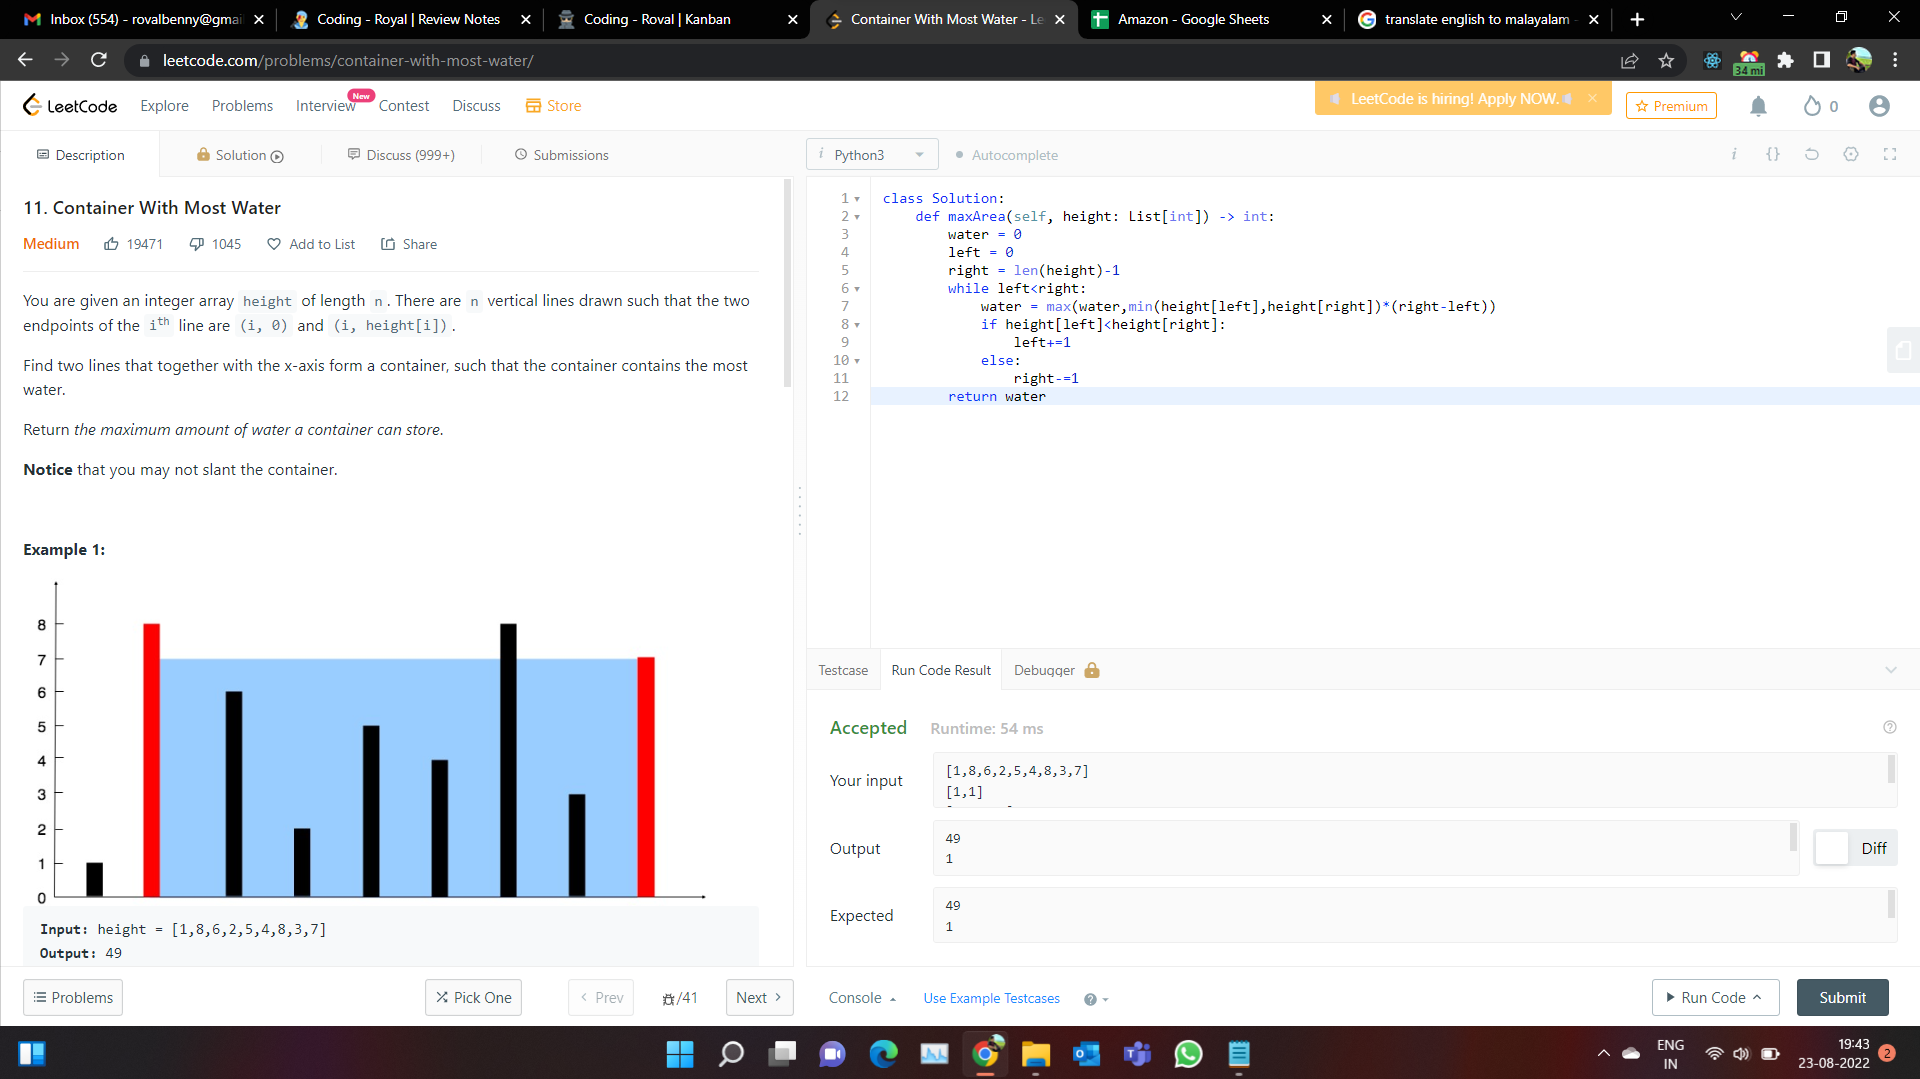 Inbox (554) - rovalbenny@gmai
Coding - Royal | Review Notes
Coding - Roval | Kanban
Container With Most Water - Le
Amazon - Google Sheets
translate english to malayalam -
leetcode.com/problems/container-with-most-water/
34 mi
LeetCode
Explore
Problems
Interview
New
Contest
Discuss
Store
LeetCode is hiring! Apply NOW.
Premium
0
Description
Solution
Discuss (999+)
Submissions
Python3
Autocomplete
11. Container With Most Water
Medium
19471
1045
Add to List
Share
You are given an integer array height of length n. There are n vertical lines drawn such that the two
endpoints of the ith line are (i, 0) and (i, height[i]).
Find two lines that together with the x-axis form a container, such that the container contains the most
water.
Return the maximum amount of water a container can store.
Notice that you may not slant the container.
Example 1:
8
7
6
5
4
3
2
1
0
Input: height = [1,8,6,2,5,4,8,3,7]
Output: 49
1 class Solution:
2     def maxArea(self, height: List[int]) -> int:
3         water = 0
4         left = 0
5         right = len(height)-1
6         while left<right:
7             water = max(water,min(height[left],height[right])*(right-left))
8             if height[left]<height[right]:
9                 left+=1
10             else:
11                 right-=1
12         return water
Testcase
Run Code Result
Debugger
Accepted
Runtime: 54 ms
Your input
[1,8,6,2,5,4,8,3,7]
[1,1]
Output
49
1
Diff
Expected
49
1
Problems
Pick One
Prev
/41
Next
Console
Use Example Testcases
Run Code
Submit
ENG
IN
19:43
23-08-2022
2